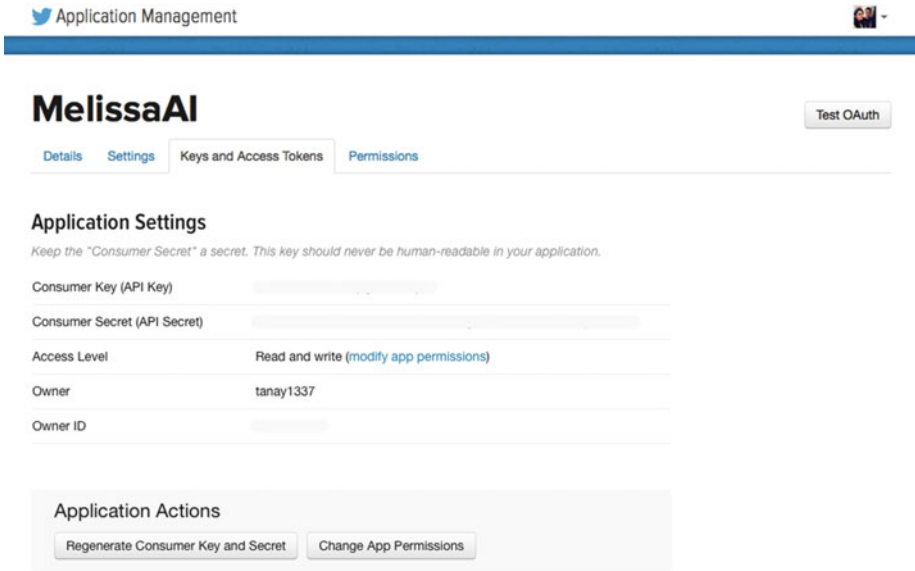 Application Management
MelissaAI
Test OAuth
Details Settings Keys and Access Tokens Permissions
Application Settings
Keep the "Consumer Secret" a secret. This key should never be human-readable in your application.
Consumer Key (API Key)
Consumer Secret (API Secret)
Access Level Read and write (modify app permissions)
Owner tanay1337
Owner ID
Application Actions
Regenerate Consumer Key and Secret Change App Permissions